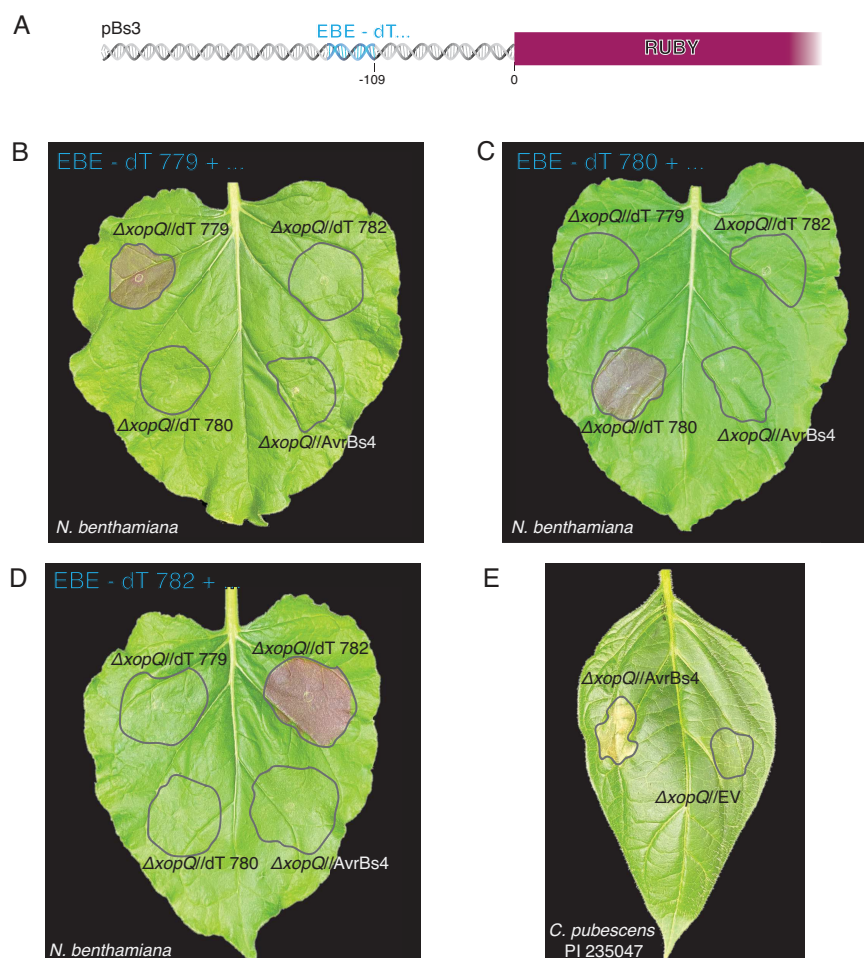 A
pBs3
EBE - dT...
RUBY
-109
0
B
EBE - dT 779 + ...
ΔxopQ//dT 779
ΔxopQ//dT 782
ΔxopQ//dT 780
ΔxopQ//AvrBs4
N. benthamiana
C
EBE - dT 780 + ...
ΔxopQ//dT 779
ΔxopQ//dT 782
ΔxopQ//dT 780
ΔxopQ//AvrBs4
N. benthamiana
D
EBE - dT 782 + ...
ΔxopQ//dT 779
ΔxopQ//dT 782
ΔxopQ//dT 780
ΔxopQ//AvrBs4
N. benthamiana
E
ΔxopQ//AvrBs4
ΔxopQ//EV
C. pubescens
PI 235047